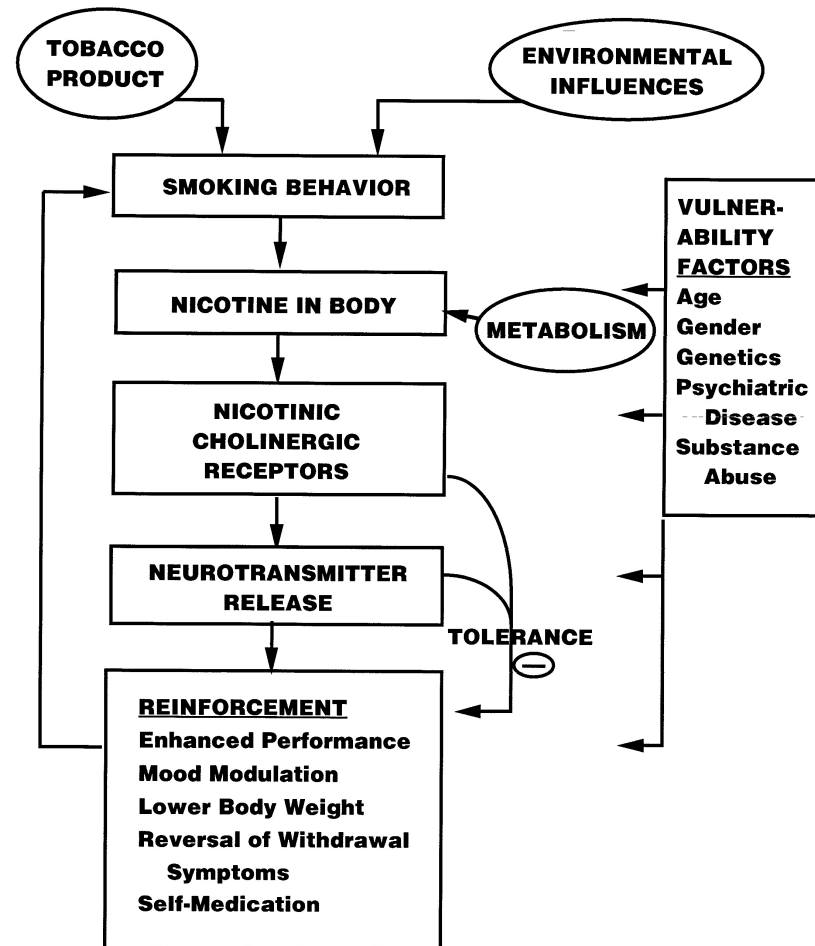 TOBACCO
PRODUCT
ENVIRONMENTAL
INFLUENCES
SMOKING BEHAVIOR
NICOTINE IN BODY
METABOLISM
VULNER-
ABILITY
FACTORS
Age
Gender
Genetics
Psychiatric
Disease
Substance
Abuse
NICOTINIC
CHOLINERGIC
RECEPTORS
NEUROTRANSMITTER
RELEASE
TOLERANCE
REINFORCEMENT
Enhanced Performance
Mood Modulation
Lower Body Weight
Reversal of Withdrawal
Symptoms
Self-Medication